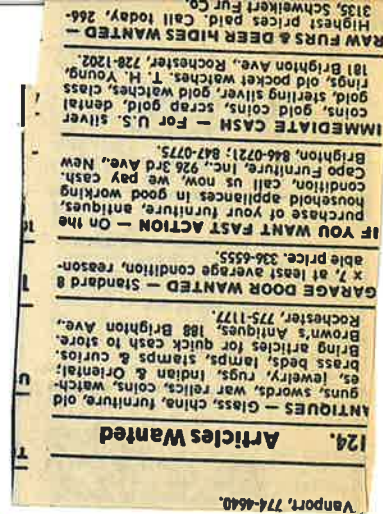 Vanport, 774-4640.
124. Articles Wanted
ANTIQUES — Glass, china, furniture, old
guns, swords, war relics, coins, watch-
es, jewelry, rugs, Indian & Oriental;
brass beds, lamps, stamps & curios.
Bring articles for quick cash to store.
Brown's Antiques, 188 Brighton Ave.,
Rochester, 775-1177.
GARAGE DOOR WANTED — Standard 8
x 7, at least average condition, reason-
able price. 336-6555.
IF YOU WANT FAST ACTION — On the
purchase of your furniture, antiques,
household appliances in good working
condition, call us now, we pay cash.
Capo Furniture, Inc., 926 3rd Ave., New
Brighton, 846-0721; 847-0775.
IMMEDIATE CASH — For U.S. silver
coins, gold coins, scrap gold, dental
gold, sterling silver, gold watches, class
rings, old pocket watches. T. H. Young,
181 Brighton Ave., Rochester, 728-1202.
RAW FURS & DEER HIDES WANTED —
Highest prices paid. Call today, 266-
3135, Schweikert Fur Co.